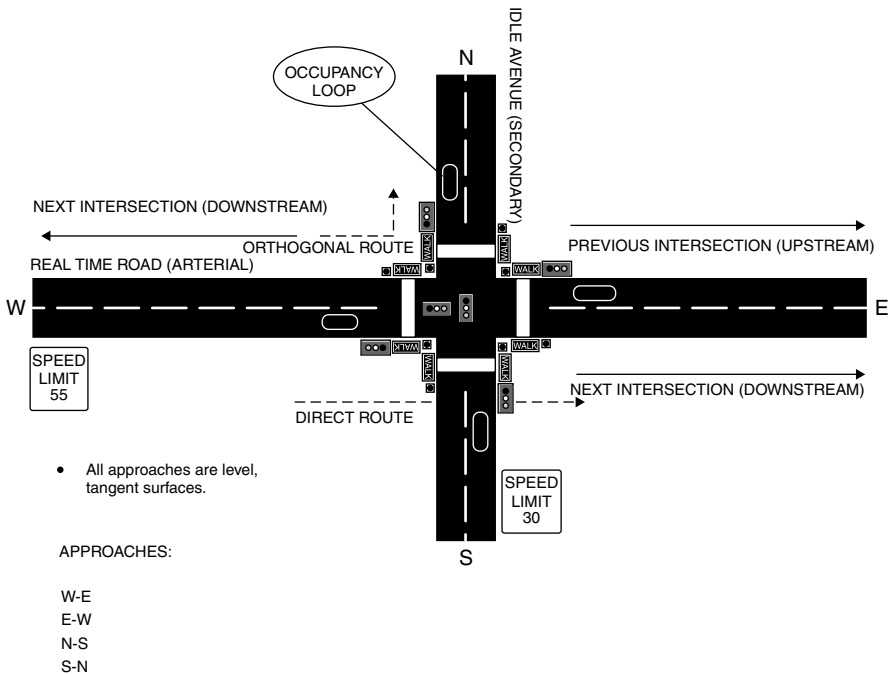 IDLE AVENUE (SECONDARY)
N
OCCUPANCY
LOOP
NEXT INTERSECTION (DOWNSTREAM)
ORTHOGONAL ROUTE
PREVIOUS INTERSECTION (UPSTREAM)
REAL TIME ROAD (ARTERIAL)
WALK
WALK
WALK
WALK
W
E
WALK
WALK
WALK
WALK
SPEED
LIMIT
55
NEXT INTERSECTION (DOWNSTREAM)
DIRECT ROUTE
• All approaches are level,
tangent surfaces.
SPEED
LIMIT
30
S
APPROACHES:
W-E
E-W
N-S
S-N